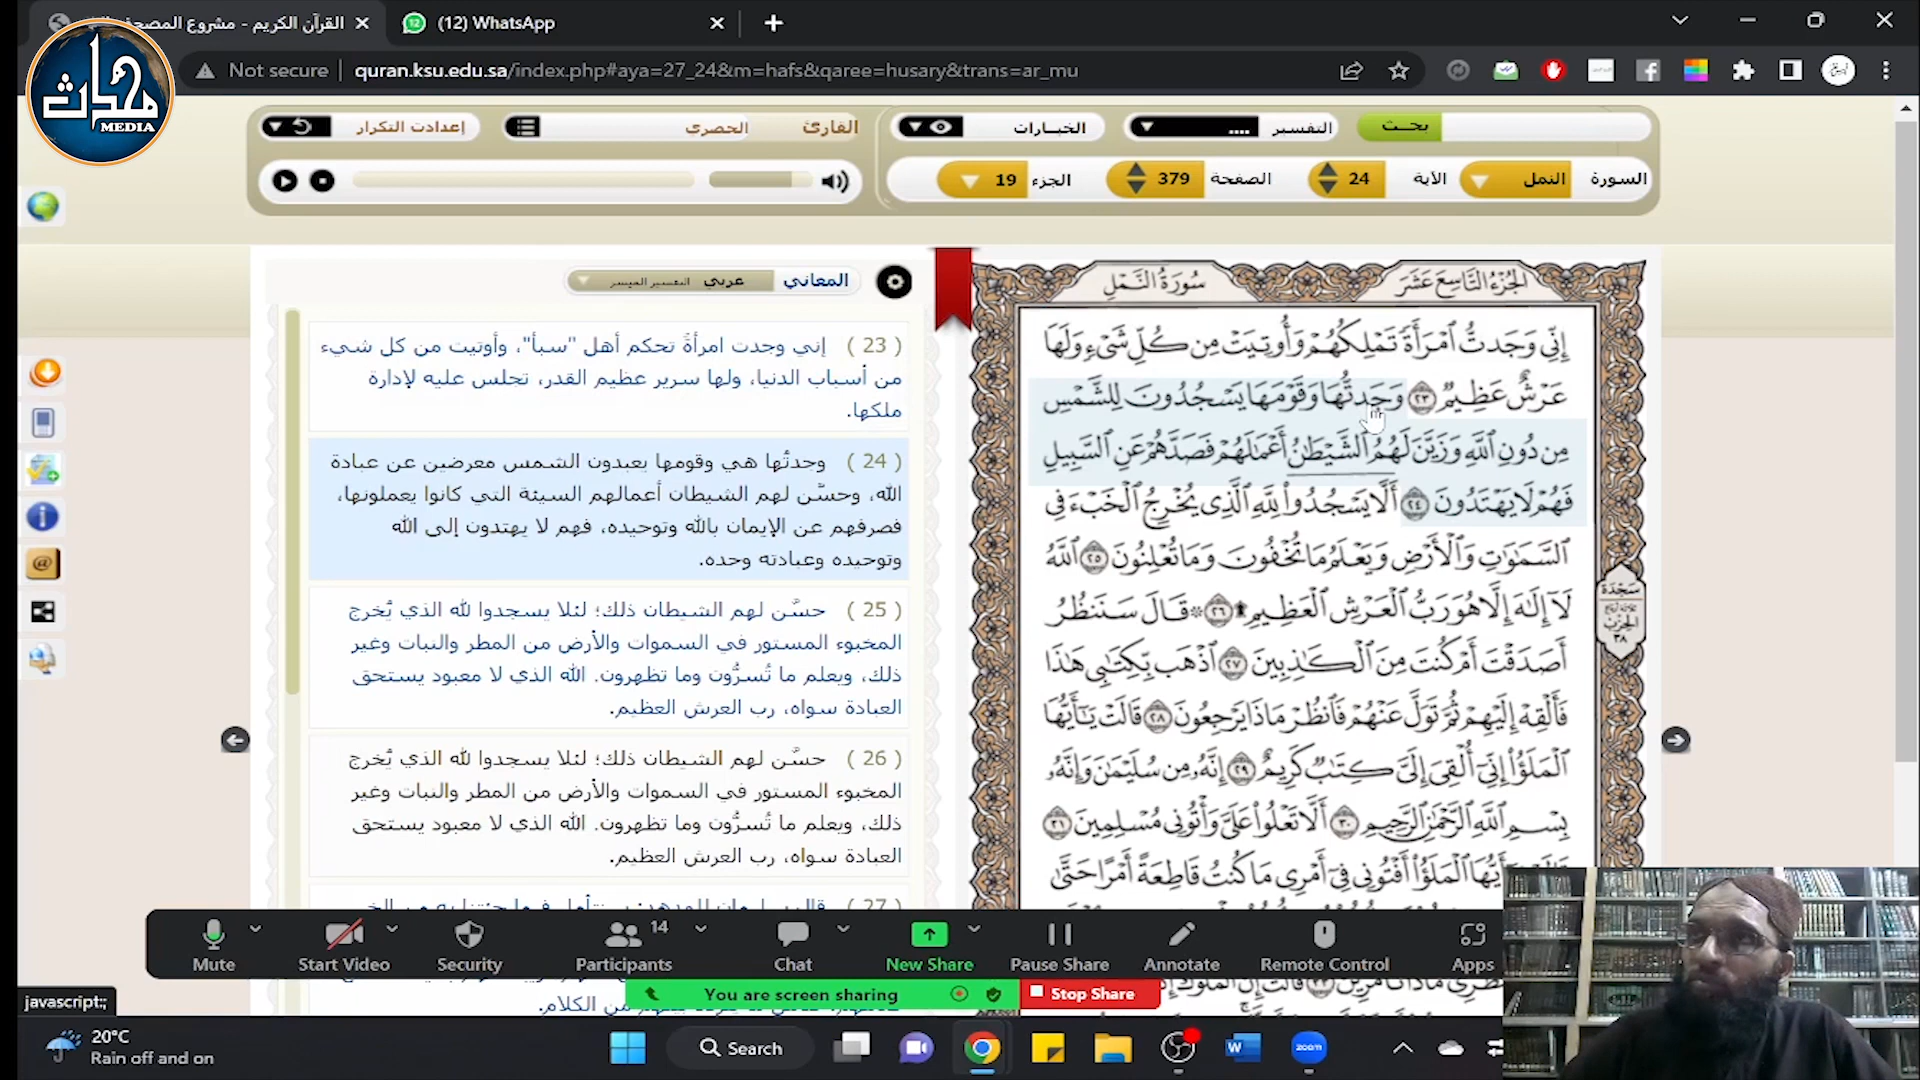 القرآن الكريم - مشروع المصحف
(12) WhatsApp
محدث
MEDIA
Not secure
quran.ksu.edu.sa/index.php#aya=27_24&m=hafs&qaree=husary&trans=ar_mu
إعدادت التكرار
الحصري
القارئ
الخيارات
التفسير ....
بحث
السورة النمل الآية 24 الصفحة 379 الجزء 19
المعاني عربي التفسير الميسر
( 23 ) إني وجدت امرأةً تحكم أهل "سبأ"، وأوتيت من كل شيء
من أسباب الدنيا، ولها سرير عظيم القدر، تجلس عليه لإدارة
ملكها.
( 24 ) وجدتُها هي وقومها يعبدون الشمس معرضين عن عبادة
الله، وحسَّن لهم الشيطان أعمالهم السيئة التي كانوا يعملونها،
فصرفهم عن الإيمان بالله وتوحيده، فهم لا يهتدون إلى الله
وتوحيده وعبادته وحده.
( 25 ) حسَّن لهم الشيطان ذلك؛ لئلا يسجدوا لله الذي يُخرج
المخبوء المستور في السموات والأرض من المطر والنبات وغير
ذلك، ويعلم ما تُسرُّون وما تظهرون. الله الذي لا معبود يستحق
العبادة سواه، رب العرش العظيم.
( 26 ) حسَّن لهم الشيطان ذلك؛ لئلا يسجدوا لله الذي يُخرج
المخبوء المستور في السموات والأرض من المطر والنبات وغير
ذلك، ويعلم ما تُسرُّون وما تظهرون. الله الذي لا معبود يستحق
العبادة سواه، رب العرش العظيم.
( 27 )
من الكلام.
الجزء التاسع عشر
سورة النمل
إِنِّي وَجَدتُّ ٱمْرَأَةً تَمْلِكُهُمْ وَأُوتِيَتْ مِن كُلِّ شَىْءٍ وَلَهَا
عَرْشٌ عَظِيمٌ ٢٣ وَجَدتُّهَا وَقَوْمَهَا يَسْجُدُونَ لِلشَّمْسِ
مِن دُونِ ٱللَّهِ وَزَيَّنَ لَهُمُ ٱلشَّيْطَٰنُ أَعْمَٰلَهُمْ فَصَدَّهُمْ عَنِ ٱلسَّبِيلِ
فَهُمْ لَا يَهْتَدُونَ ٢٤ أَلَّا يَسْجُدُوا۟ لِلَّهِ ٱلَّذِى يُخْرِجُ ٱلْخَبْءَ فِى
ٱلسَّمَٰوَٰتِ وَٱلْأَرْضِ وَيَعْلَمُ مَا تُخْفُونَ وَمَا تُعْلِنُونَ ٢٥ ٱللَّهُ
لَآ إِلَٰهَ إِلَّا هُوَ رَبُّ ٱلْعَرْشِ ٱلْعَظِيمِ ۩ ٢٦ ۞ قَالَ سَنَنظُرُ
أَصَدَقْتَ أَمْ كُنتَ مِنَ ٱلْكَٰذِبِينَ ٢٧ ٱذْهَب بِّكِتَٰبِى هَٰذَا
فَأَلْقِهْ إِلَيْهِمْ ثُمَّ تَوَلَّ عَنْهُمْ فَٱنظُرْ مَاذَا يَرْجِعُونَ ٢٨ قَالَتْ يَٰٓأَيُّهَا
ٱلْمَلَؤُا۟ إِنِّىٓ أُلْقِىَ إِلَىَّ كِتَٰبٌ كَرِيمٌ ٢٩ إِنَّهُۥ مِن سُلَيْمَٰنَ وَإِنَّهُۥ
بِسْمِ ٱللَّهِ ٱلرَّحْمَٰنِ ٱلرَّحِيمِ ٣٠ أَلَّا تَعْلُوا۟ عَلَىَّ وَأْتُونِى مُسْلِمِينَ ٣١
ٱلْمَلَؤُا۟ أَفْتُونِى فِىٓ أَمْرِى مَا كُنتُ قَاطِعَةً أَمْرًا حَتَّىٰ
سجدة
الحزب
٣٨
Mute
Start Video
Security
Participants 14
Chat
New Share
Pause Share
Annotate
Remote Control
Apps
You are screen sharing
Stop Share
javascript:;
20°C
Rain off and on
Search
zoom